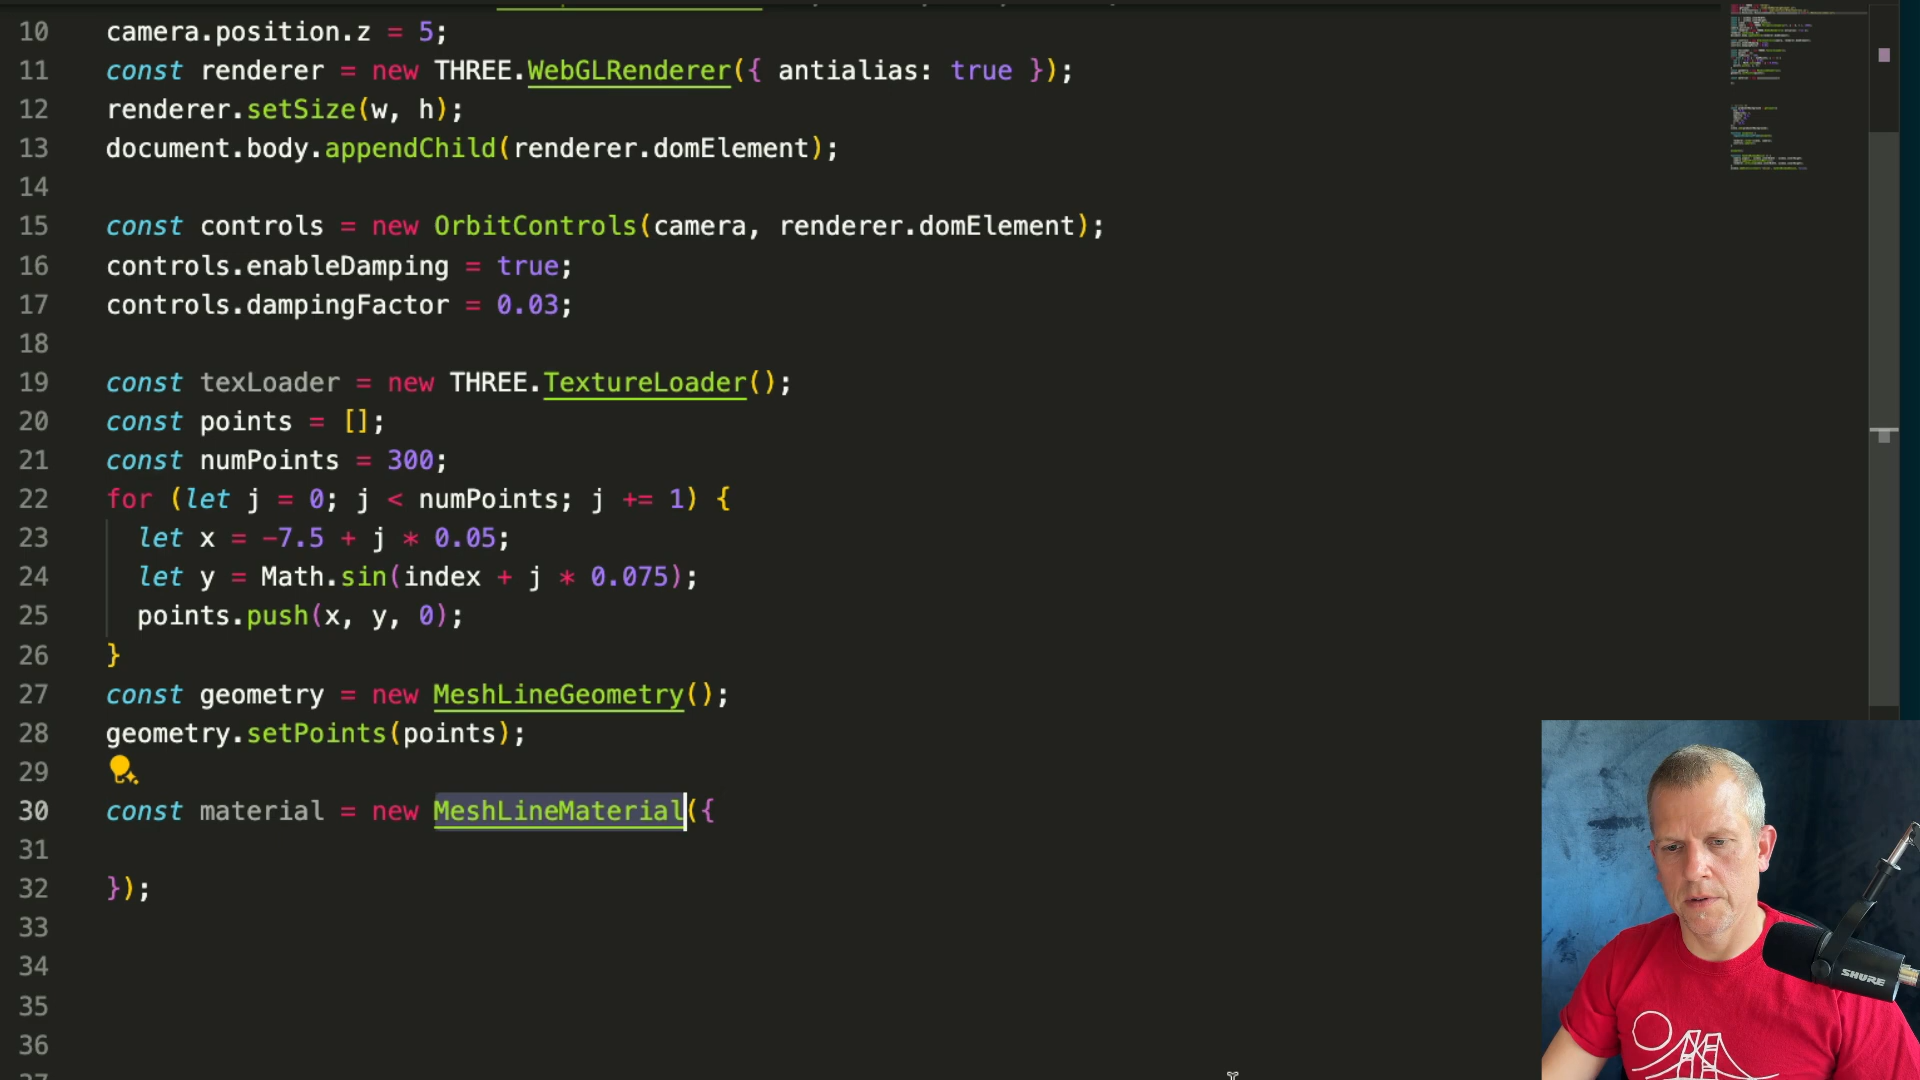 10 camera.position.z = 5;
11 const renderer = new THREE.WebGLRenderer({ antialias: true });
12 renderer.setSize(w, h);
13 document.body.appendChild(renderer.domElement);
14
15 const controls = new OrbitControls(camera, renderer.domElement);
16 controls.enableDamping = true;
17 controls.dampingFactor = 0.03;
18
19 const texLoader = new THREE.TextureLoader();
20 const points = [];
21 const numPoints = 300;
22 for (let j = 0; j < numPoints; j += 1) {
23 let x = -7.5 + j * 0.05;
24 let y = Math.sin(index + j * 0.075);
25 points.push(x, y, 0);
26 }
27 const geometry = new MeshLineGeometry();
28 geometry.setPoints(points);
29
30 const material = new MeshLineMaterial({
31
32 });
33
34
35
36
37
SHURE